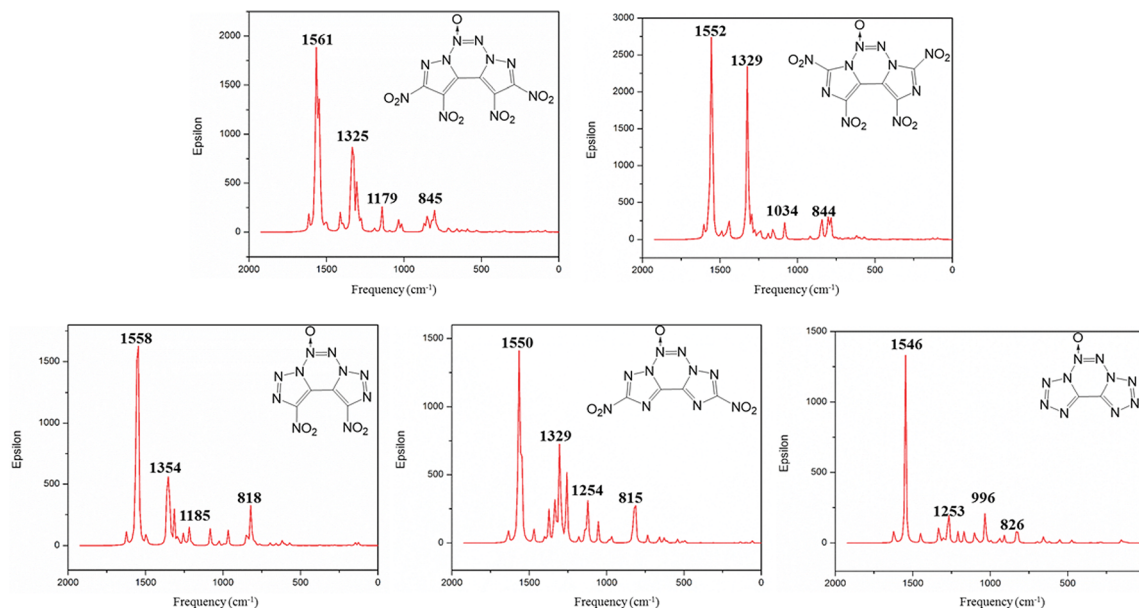 2000
1500
1000
500
0
Epsilon
1561
1325
1179
845
O
N N
N N N N
O₂N NO₂
NO₂ NO₂
2000 1500 1000 500 0
Frequency (cm⁻¹)
3000
2500
2000
1500
1000
500
0
Epsilon
1552
1329
1034
844
O
N N
O₂N N N NO₂
N N
NO₂ NO₂
2000 1500 1000 500 0
Frequency (cm⁻¹)
1500
1000
500
0
Epsilon
1558
1354
1185
818
O
N N
N N N N
N N
NO₂ NO₂
2000 1500 1000 500 0
Frequency (cm⁻¹)
1500
1000
500
0
Epsilon
1550
1329
1254
815
O
N N
N N N N
O₂N N N NO₂
2000 1500 1000 500 0
Frequency (cm⁻¹)
1500
1000
500
0
Epsilon
1546
1253
996
826
O
N N
N N N N
N N N N
2000 1500 1000 500
Frequency (cm⁻¹)